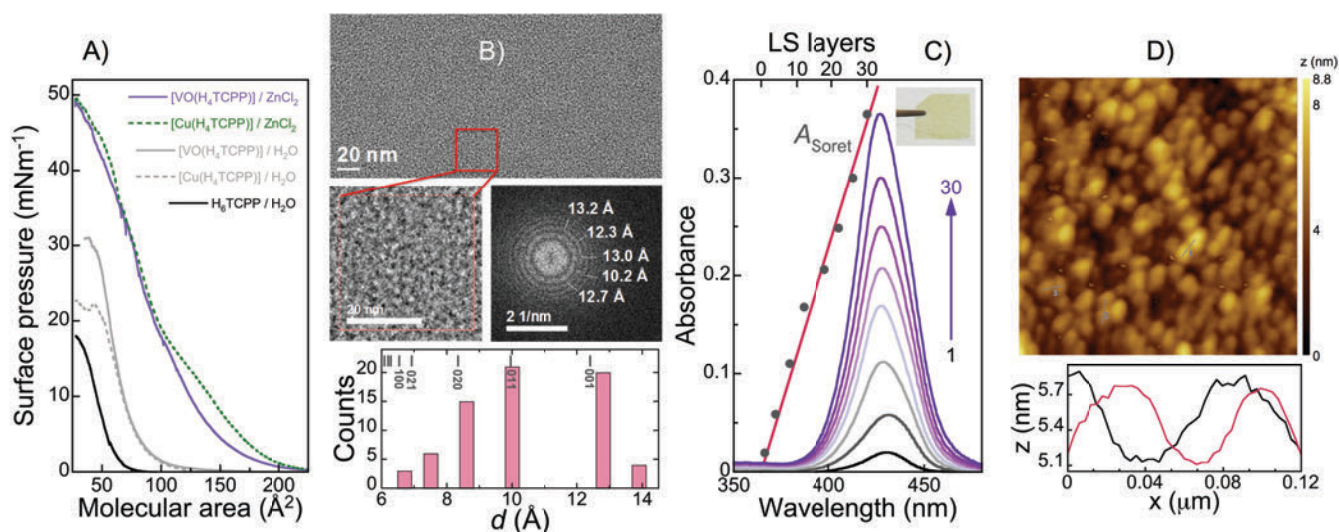 A)
Surface pressure (mNm⁻¹)
50
40
30
20
10
0
[VO(H₄TCPP)] / ZnCl₂
[Cu(H₄TCPP)] / ZnCl₂
[VO(H₄TCPP)] / H₂O
[Cu(H₄TCPP)] / H₂O
H₆TCPP / H₂O
50
100
150
200
Molecular area (Å²)
B)
20 nm
20 nm
13.2 Å
12.3 Å
13.0 Å
10.2 Å
12.7 Å
2 1/nm
Counts
20
15
10
5
0
100
021
020
011
001
6
8
10
12
14
d (Å)
LS layers
0
10
20
30
C)
Absorbance
0.4
0.3
0.2
0.1
0
A Soret
30
1
350
400
450
Wavelength (nm)
D)
z (nm)
8.8
4
0
z (nm)
5.7
5.4
5.1
0
0.04
0.08
0.12
x (μm)